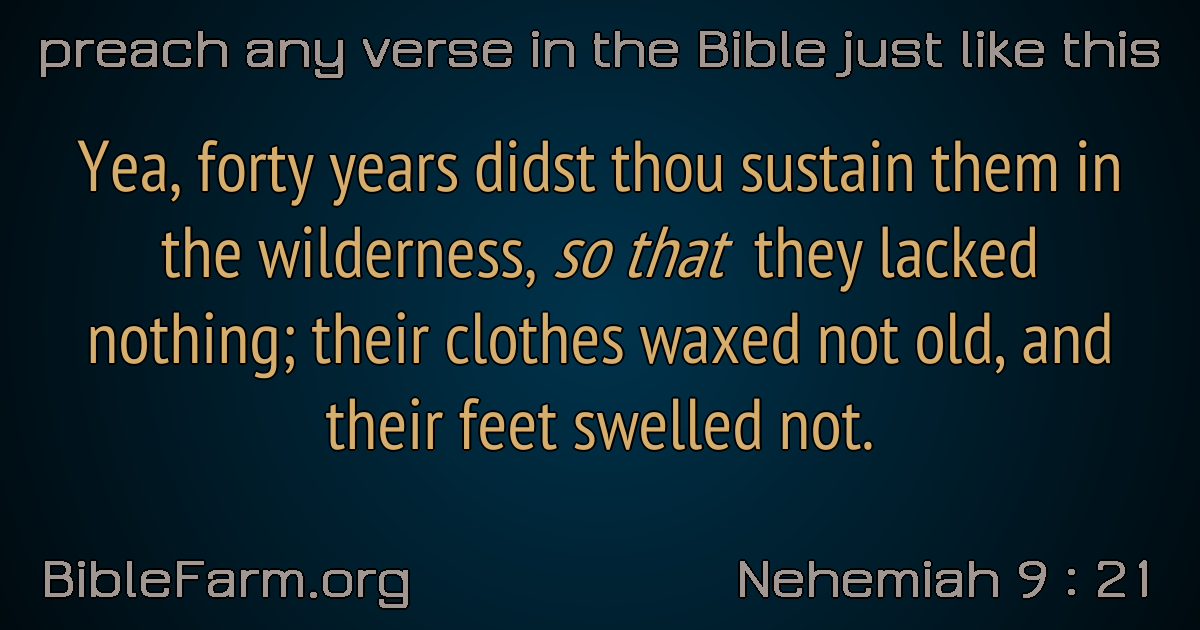 preach any verse in the Bible just like this
Yea, forty years didst thou sustain them in
the wilderness, so that they lacked
nothing; their clothes waxed not old, and
their feet swelled not.
BibleFarm.org
Nehemiah 9 : 21